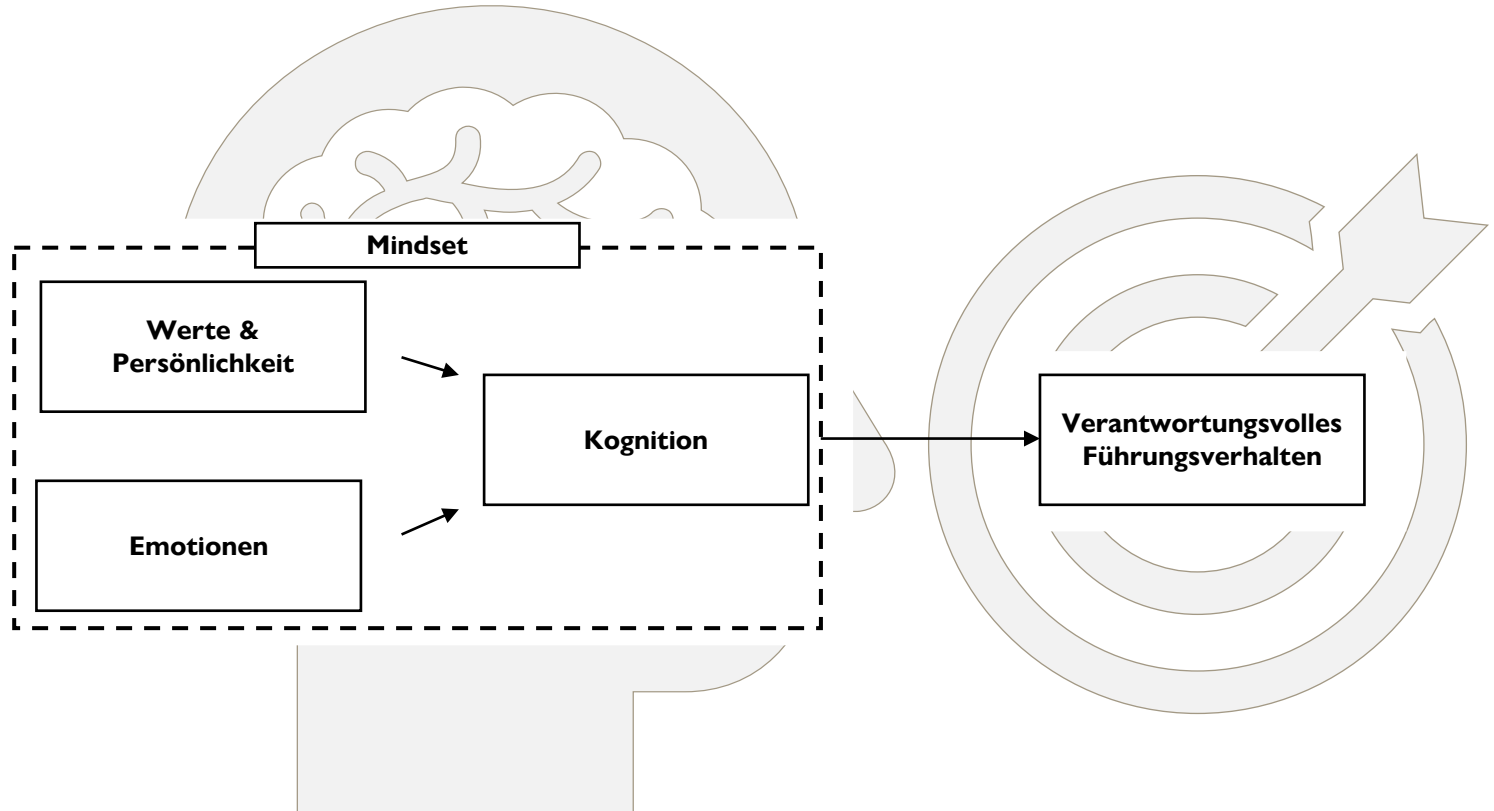 Mindset
Werte &
Persönlichkeit
Emotionen
Kognition
Verantwortungsvolles
Führungsverhalten